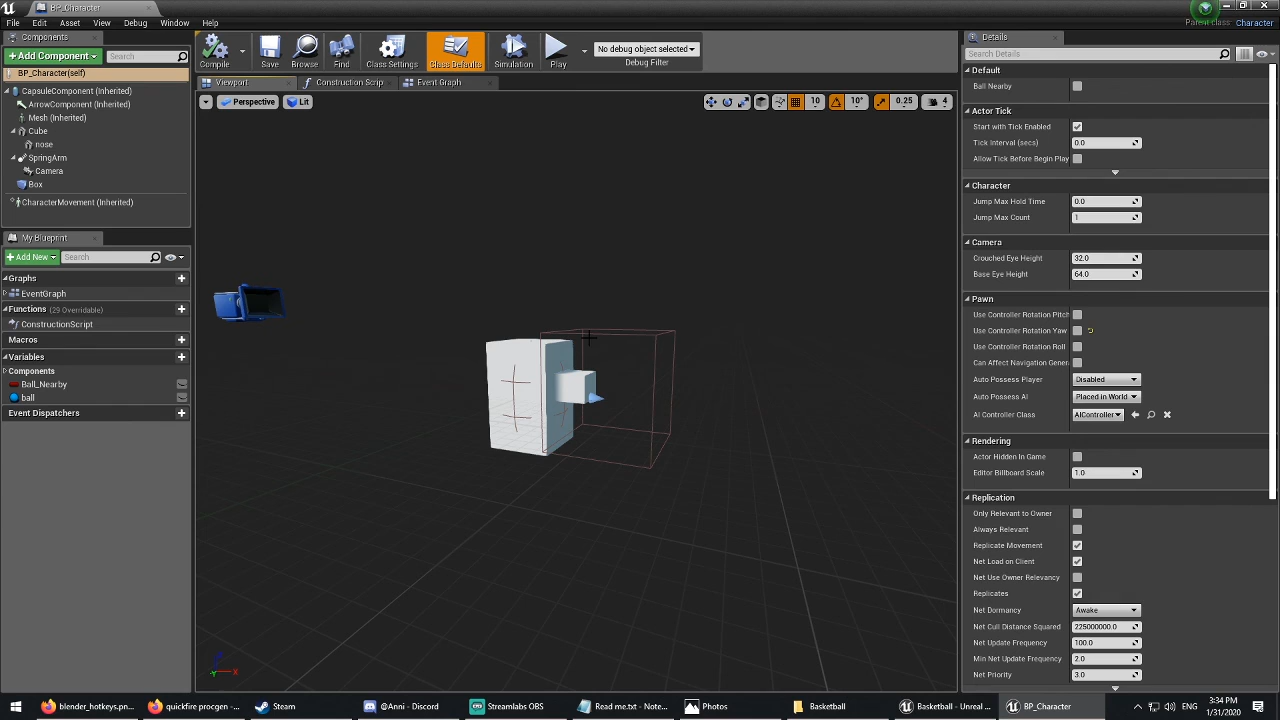 BP_Character
File Edit Asset View Debug Window Help
Parent class: Character
Components
Add Component
Search
BP_Character(self)
CapsuleComponent (Inherited)
ArrowComponent (Inherited)
Mesh (Inherited)
Cube
nose
SpringArm
Camera
Box
CharacterMovement (Inherited)
My Blueprint
Add New
Search
Graphs
EventGraph
Functions (29 Overridable)
ConstructionScript
Macros
Variables
Components
Ball_Nearby
ball
Event Dispatchers
Compile
Save
Browse
Find
Class Settings
Class Defaults
Simulation
Play
No debug object selected
Debug Filter
Viewport
Construction Scrip
Event Graph
Perspective
Lit
10
10°
0.25
4
Details
Search Details
Default
Ball Nearby
Actor Tick
Start with Tick Enabled
Tick Interval (secs) 0.0
Allow Tick Before Begin Play
Character
Jump Max Hold Time 0.0
Jump Max Count 1
Camera
Crouched Eye Height 32.0
Base Eye Height 64.0
Pawn
Use Controller Rotation Pitch
Use Controller Rotation Yaw
Use Controller Rotation Roll
Can Affect Navigation Gener
Auto Possess Player Disabled
Auto Possess AI Placed in World
AI Controller Class AIController
Rendering
Actor Hidden In Game
Editor Billboard Scale 1.0
Replication
Only Relevant to Owner
Always Relevant
Replicate Movement
Net Load on Client
Net Use Owner Relevancy
Replicates
Net Dormancy Awake
Net Cull Distance Squared 225000000.0
Net Update Frequency 100.0
Min Net Update Frequency 2.0
Net Priority 3.0
blender_hotkeys.pn...
quickfire procgen - ...
Steam
@Anni - Discord
Streamlabs OBS
Read me.txt - Note...
Photos
Basketball
Basketball - Unreal ...
BP_Character
ENG
3:34 PM
1/31/2020